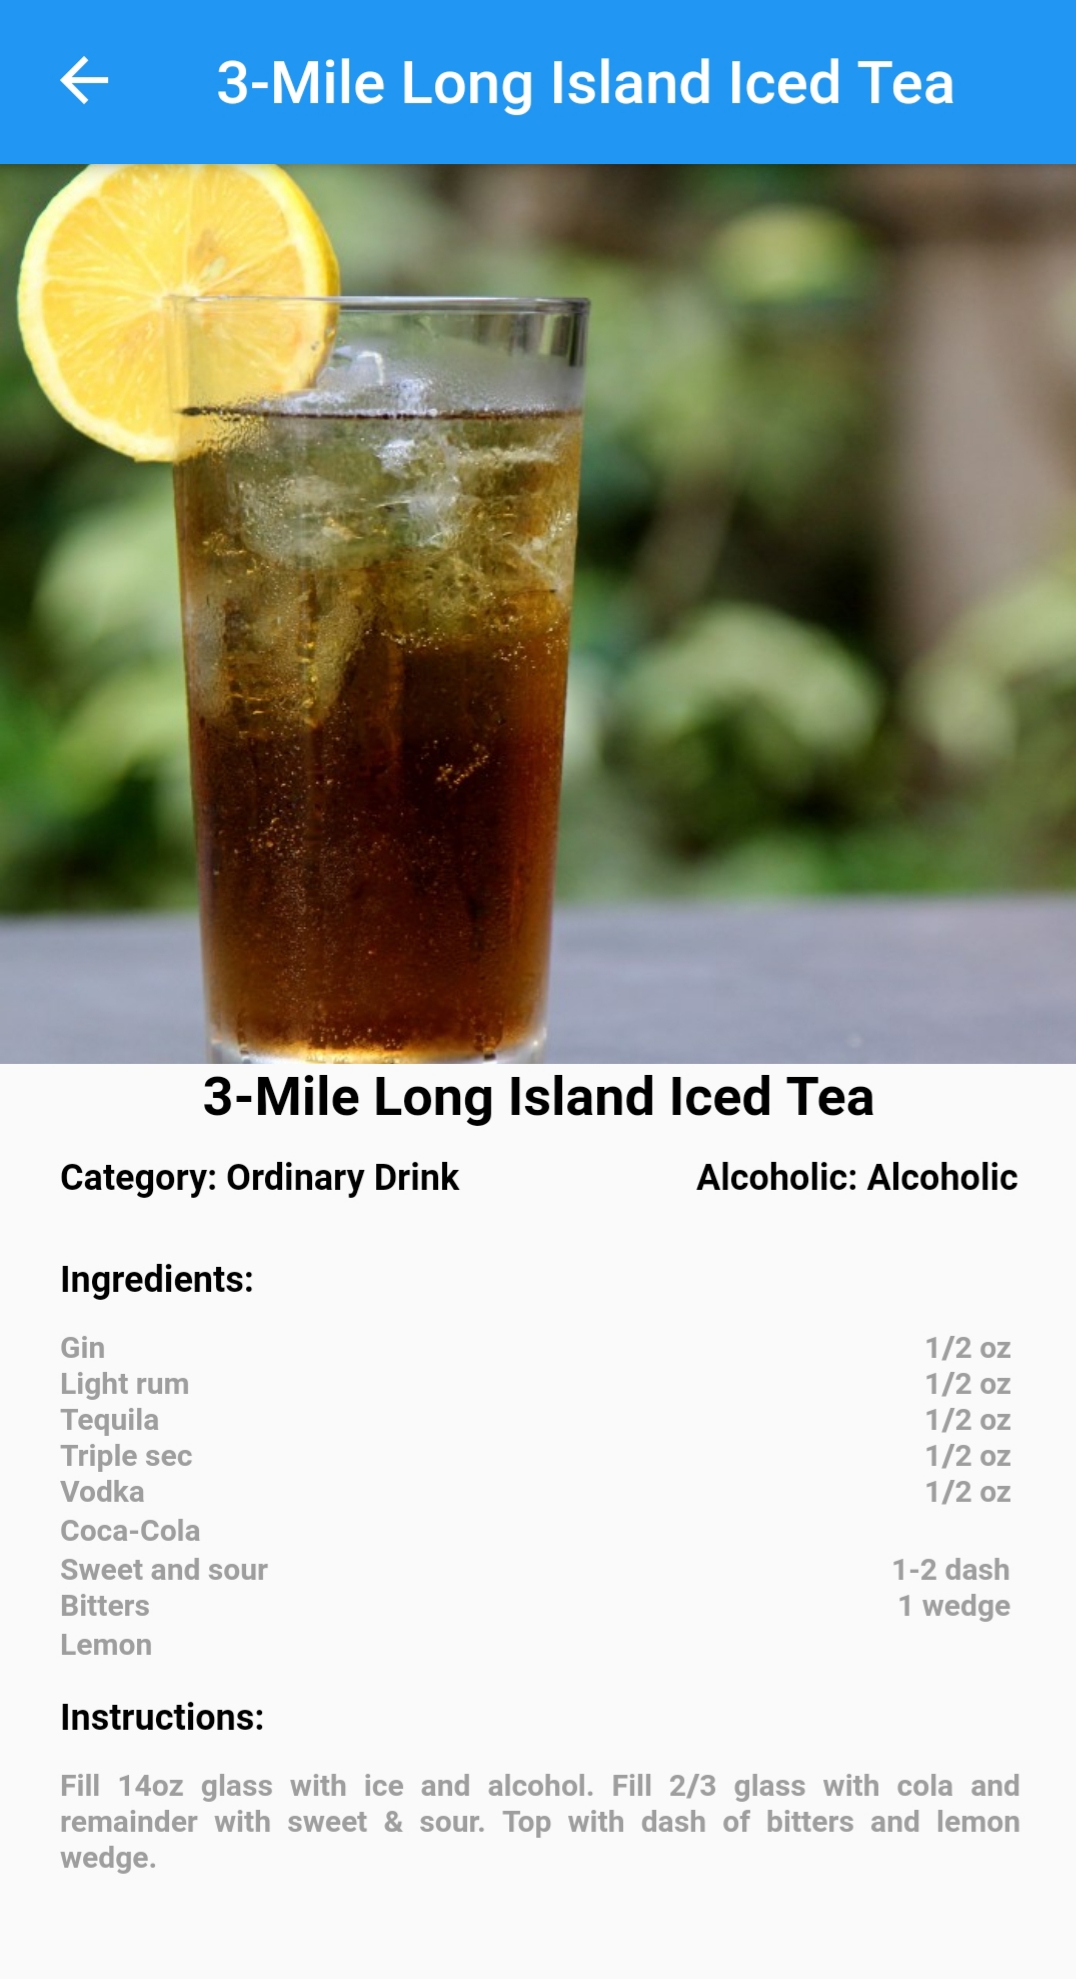 3-Mile Long Island Iced Tea
3-Mile Long Island Iced Tea
Category: Ordinary Drink Alcoholic: Alcoholic
Ingredients:
Gin 1/2 oz
Light rum 1/2 oz
Tequila 1/2 oz
Triple sec 1/2 oz
Vodka 1/2 oz
Coca-Cola
Sweet and sour 1-2 dash
Bitters 1 wedge
Lemon
Instructions:
Fill 14oz glass with ice and alcohol. Fill 2/3 glass with cola and
remainder with sweet & sour. Top with dash of bitters and lemon
wedge.